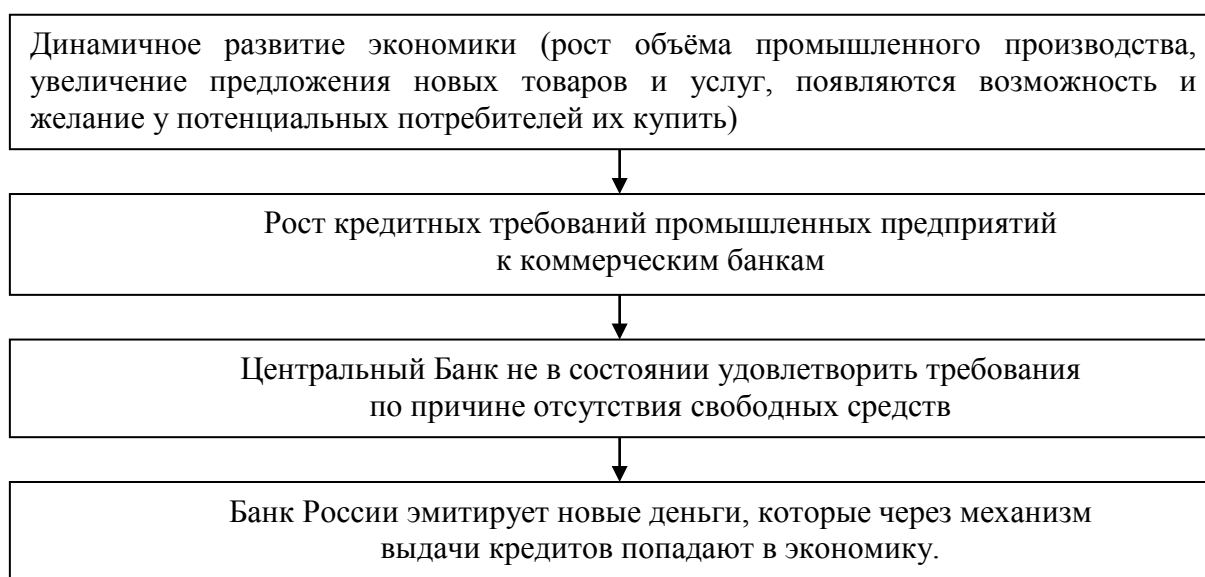 Динамичное развитие экономики (рост объёма промышленного производства,
увеличение предложения новых товаров и услуг, появляются возможность и
желание у потенциальных потребителей их купить)
Рост кредитных требований промышленных предприятий
к коммерческим банкам
Центральный Банк не в состоянии удовлетворить требования
по причине отсутствия свободных средств
Банк России эмитирует новые деньги, которые через механизм
выдачи кредитов попадают в экономику.